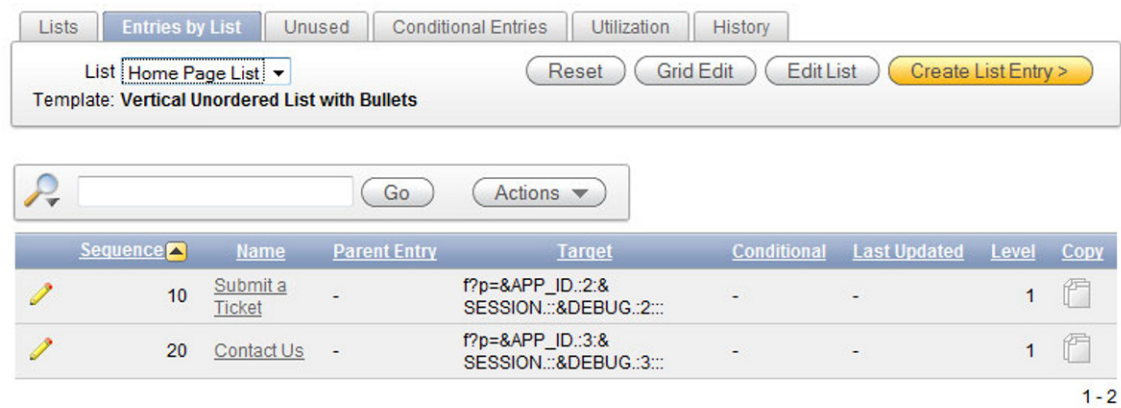 Lists Entries by List Unused Conditional Entries Utilization History
List Home Page List Reset Grid Edit Edit List Create List Entry >
Template: Vertical Unordered List with Bullets
Go Actions
Sequence Name Parent Entry Target Conditional Last Updated Level Copy
10 Submit a Ticket - f?p=&APP_ID.:2:& SESSION.::&DEBUG.:2::: - - 1
20 Contact Us - f?p=&APP_ID.:3:& SESSION.::&DEBUG.:3::: - - 1
1 - 2